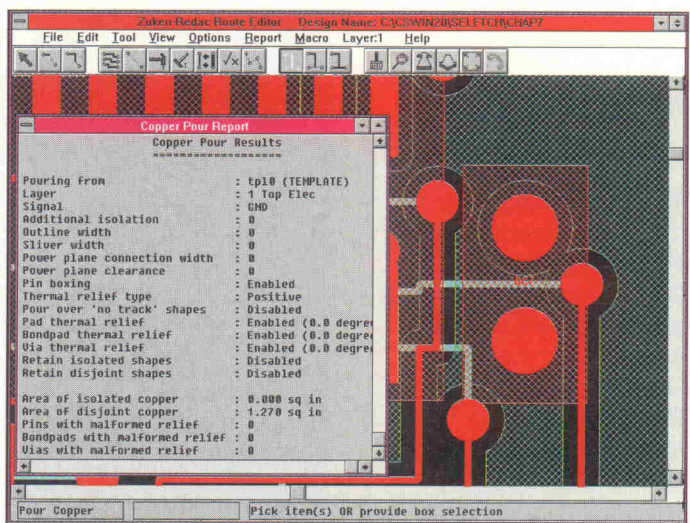 Zuken-Redac Route Editor Design Name: C:\CSWIN20\SELFTCH\CHAP7
File Edit Tool View Options Report Macro Layer:1 Help
Copper Pour Report
Copper Pour Results
====================
Pouring from : tpl0 (TEMPLATE)
Layer : 1 Top Elec
Signal : GND
Additional isolation : 0
Outline width : 0
Sliver width : 0
Power plane connection width : 0
Power plane clearance : 0
Pin boxing : Enabled
Thermal relief type : Positive
Pour over 'no track' shapes : Disabled
Pad thermal relief : Enabled (0.0 degre
Bondpad thermal relief : Enabled (0.0 degre
Via thermal relief : Enabled (0.0 degre
Retain isolated shapes : Disabled
Retain disjoint shapes : Disabled
Area of isolated copper : 0.000 sq in
Area of disjoint copper : 1.270 sq in
Pins with malformed relief : 0
Bondpads with malformed relief : 0
Vias with malformed relief : 0
Pour Copper
Pick item(s) OR provide box selection